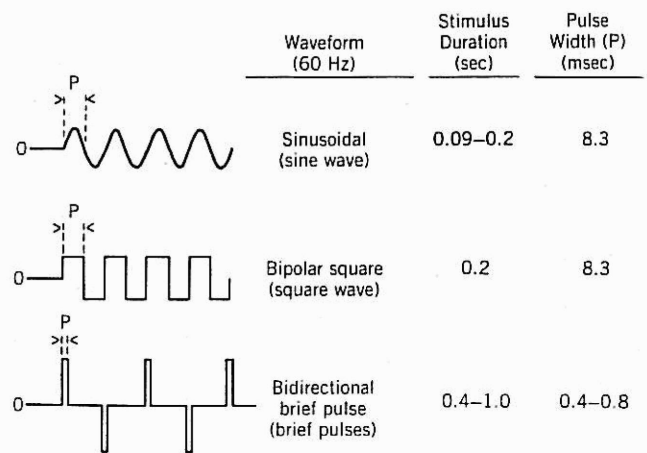 Waveform
(60 Hz)
Stimulus
Duration
(sec)
Pulse
Width (P)
(msec)
P
> <
0
Sinusoidal
(sine wave)
0.09–0.2
8.3
P
> <
0
Bipolar square
(square wave)
0.2
8.3
P
> <
0
Bidirectional
brief pulse
(brief pulses)
0.4–1.0
0.4–0.8